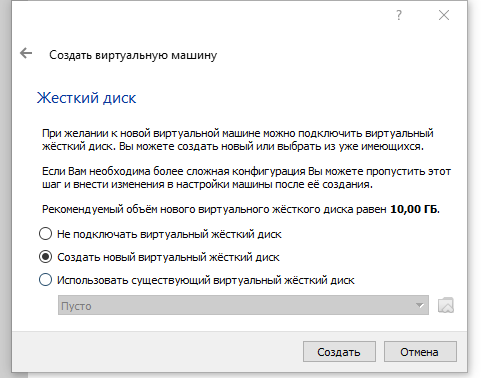 ?
Создать виртуальную машину
Жесткий диск
При желании к новой виртуальной машине можно подключить виртуальный
жёсткий диск. Вы можете создать новый или выбрать из уже имеющихся.
Если Вам необходима более сложная конфигурация Вы можете пропустить этот
шаг и внести изменения в настройки машины после её создания.
Рекомендуемый объём нового виртуального жёсткого диска равен 10,00 ГБ.
Не подключать виртуальный жёсткий диск
Создать новый виртуальный жёсткий диск
Использовать существующий виртуальный жёсткий диск
Пусто
Создать
Отмена